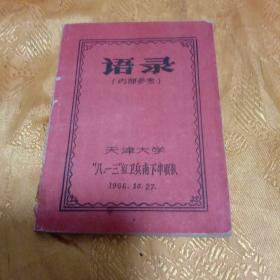 语录
（内部参考）
天津大学
“八·一三”红卫兵南下串联队
1966.10.27.